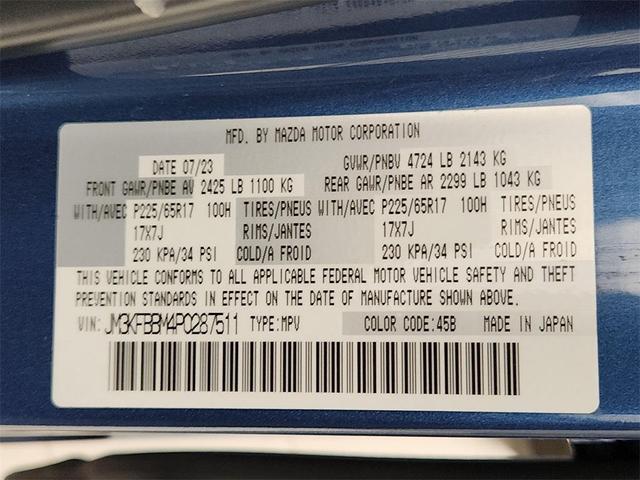 MFD. BY MAZDA MOTOR CORPORATION
DATE 07/23 GVWR/PNBV 4724 LB 2143 KG
FRONT GAWR/PNBE AV 2425 LB 1100 KG REAR GAWR/PNBE AR 2299 LB 1043 KG
WITH/AVEC P225/65R17 100H TIRES/PNEUS WITH/AVEC P225/65R17 100H TIRES/PNEUS
17X7J RIMS/JANTES 17X7J RIMS/JANTES
230 KPA/34 PSI COLD/A FROID 230 KPA/34 PSI COLD/A FROID
THIS VEHICLE CONFORMS TO ALL APPLICABLE FEDERAL MOTOR VEHICLE SAFETY AND THEFT
PREVENTION STANDARDS IN EFFECT ON THE DATE OF MANUFACTURE SHOWN ABOVE.
VIN: JM3KFBBM4P0287511 TYPE:MPV COLOR CODE:45B MADE IN JAPAN